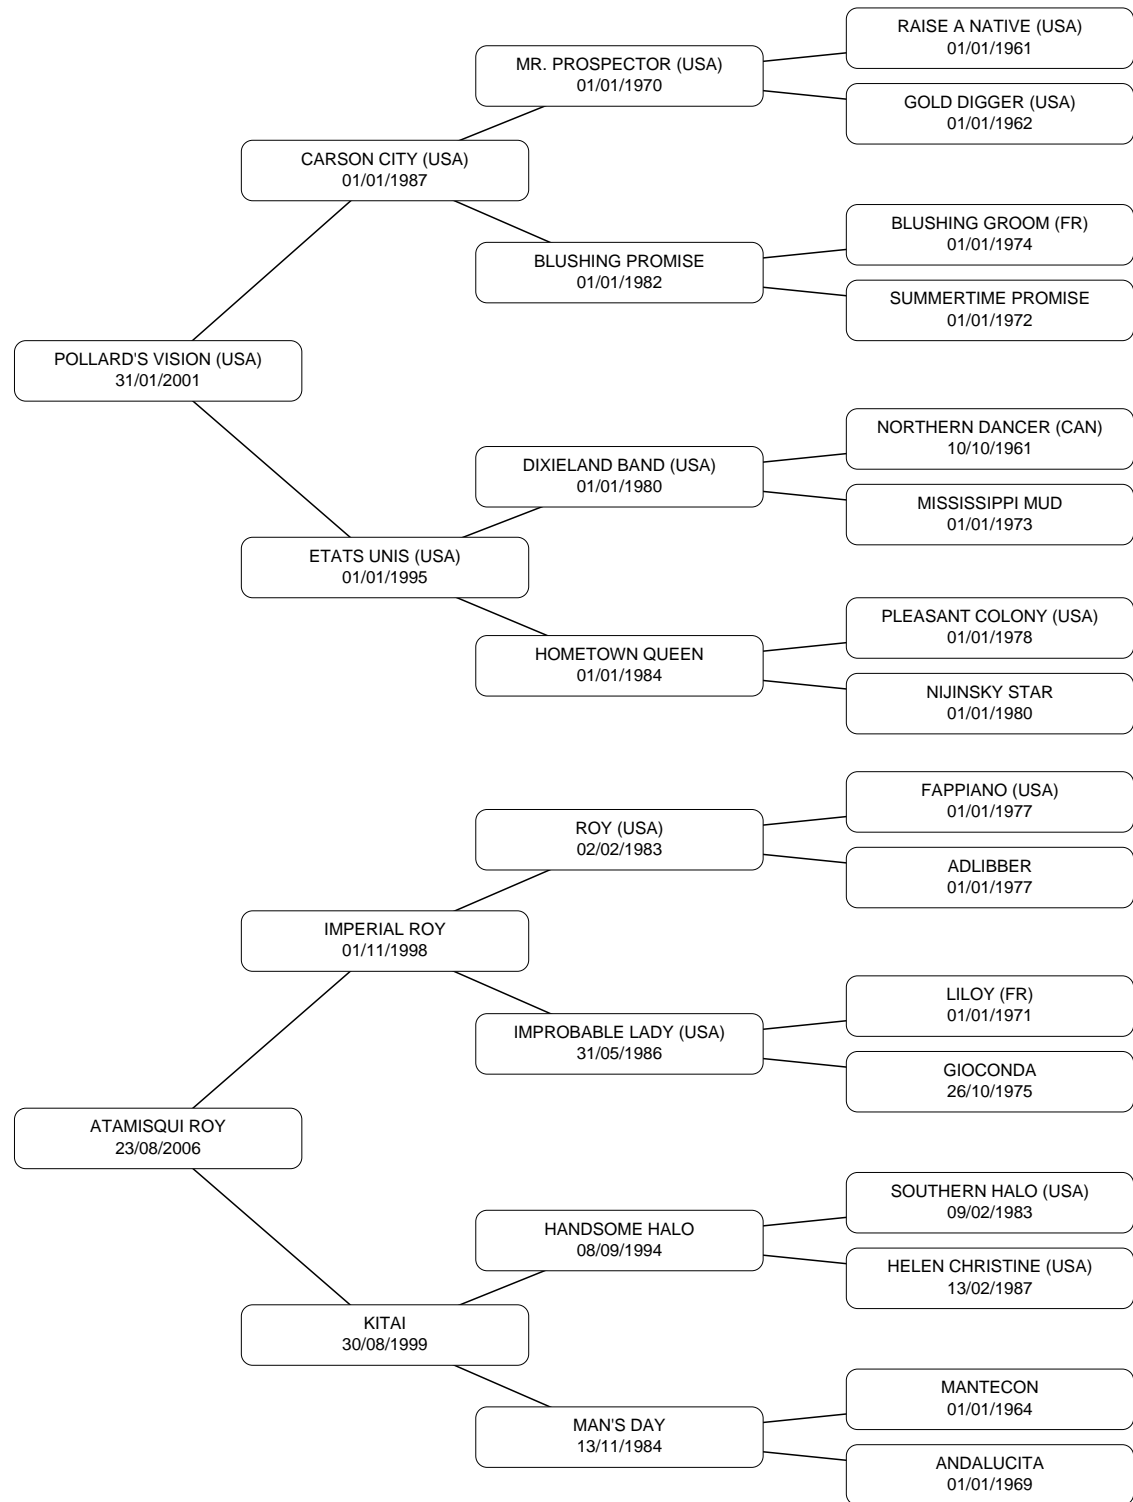 RAISE A NATIVE (USA)
01/01/1961
MR. PROSPECTOR (USA)
01/01/1970
GOLD DIGGER (USA)
01/01/1962
CARSON CITY (USA)
01/01/1987
BLUSHING GROOM (FR)
01/01/1974
BLUSHING PROMISE
01/01/1982
SUMMERTIME PROMISE
01/01/1972
POLLARD'S VISION (USA)
31/01/2001
NORTHERN DANCER (CAN)
10/10/1961
DIXIELAND BAND (USA)
01/01/1980
MISSISSIPPI MUD
01/01/1973
ETATS UNIS (USA)
01/01/1995
PLEASANT COLONY (USA)
01/01/1978
HOMETOWN QUEEN
01/01/1984
NIJINSKY STAR
01/01/1980
FAPPIANO (USA)
01/01/1977
ROY (USA)
02/02/1983
ADLIBBER
01/01/1977
IMPERIAL ROY
01/11/1998
LILOY (FR)
01/01/1971
IMPROBABLE LADY (USA)
31/05/1986
GIOCONDA
26/10/1975
ATAMISQUI ROY
23/08/2006
SOUTHERN HALO (USA)
09/02/1983
HANDSOME HALO
08/09/1994
HELEN CHRISTINE (USA)
13/02/1987
KITAI
30/08/1999
MANTECON
01/01/1964
MAN'S DAY
13/11/1984
ANDALUCITA
01/01/1969